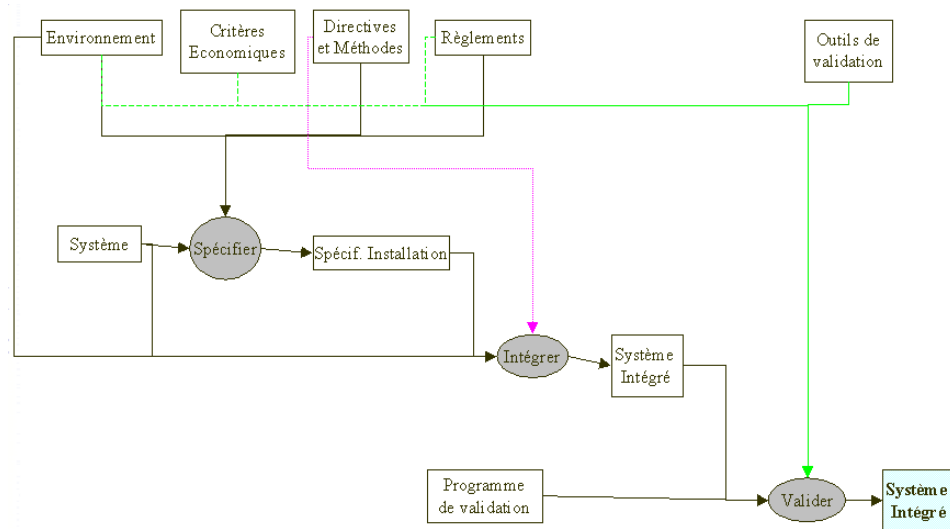 Environnement
Critères
Economiques
Directives
et Méthodes
Règlements
Outils de
validation
Système
Spécifier
Spécif. Installation
Intégrer
Système
Intégré
Programme
de validation
Valider
Système
Intégré